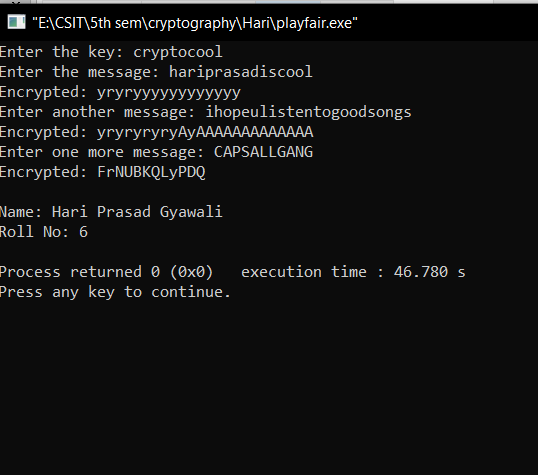 "E:\CSIT\5th sem\cryptography\Hari\playfair.exe"
Enter the key: cryptocool
Enter the message: hariprasadiscool
Encrypted: yryryyyyyyyyyyyy
Enter another message: ihopeulistentogoodsongs
Encrypted: yryryryryAyAAAAAAAAAAAAA
Enter one more message: CAPSALLGANG
Encrypted: FrNUBKQLyPDQ
Name: Hari Prasad Gyawali
Roll No: 6
Process returned 0 (0x0)   execution time : 46.780 s
Press any key to continue.